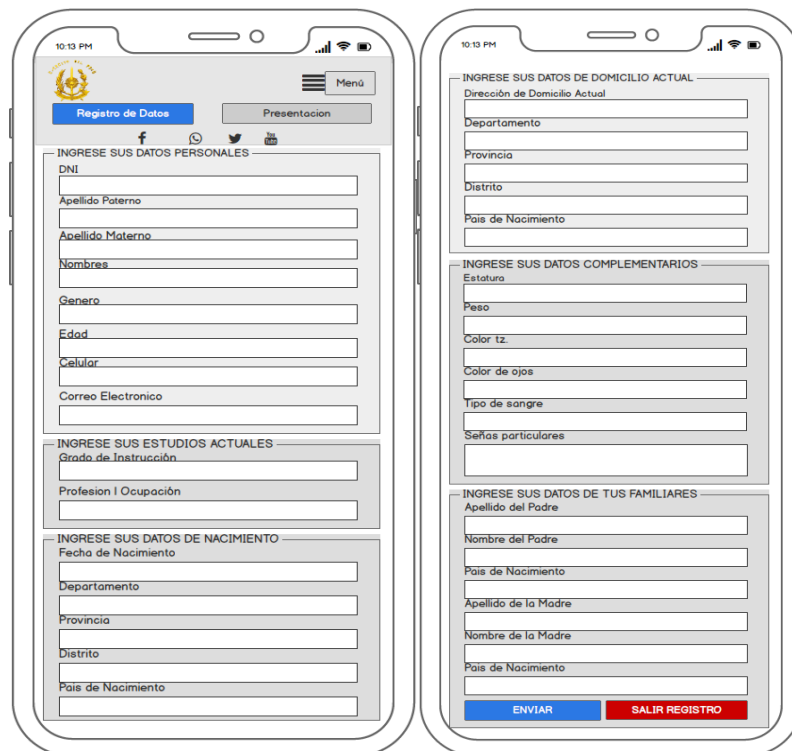 10:13 PM
Menú
Registro de Datos
Presentacion
You
Tube
INGRESE SUS DATOS PERSONALES
DNI
Apellido Paterno
Apellido Materno
Nombres
Genero
Edad
Celular
Correo Electronico
INGRESE SUS ESTUDIOS ACTUALES
Grado de Instrucción
Profesion I Ocupación
INGRESE SUS DATOS DE NACIMIENTO
Fecha de Nacimiento
Departamento
Provincia
Distrito
Pais de Nacimiento
10:13 PM
INGRESE SUS DATOS DE DOMICILIO ACTUAL
Dirección de Domicilio Actual
Departamento
Provincia
Distrito
Pais de Nacimiento
INGRESE SUS DATOS COMPLEMENTARIOS
Estatura
Peso
Color tz.
Color de ojos
Tipo de sangre
Señas particulares
INGRESE SUS DATOS DE TUS FAMILIARES
Apellido del Padre
Nombre del Padre
Pais de Nacimiento
Apellido de la Madre
Nombre de la Madre
Pais de Nacimiento
ENVIAR
SALIR REGISTRO